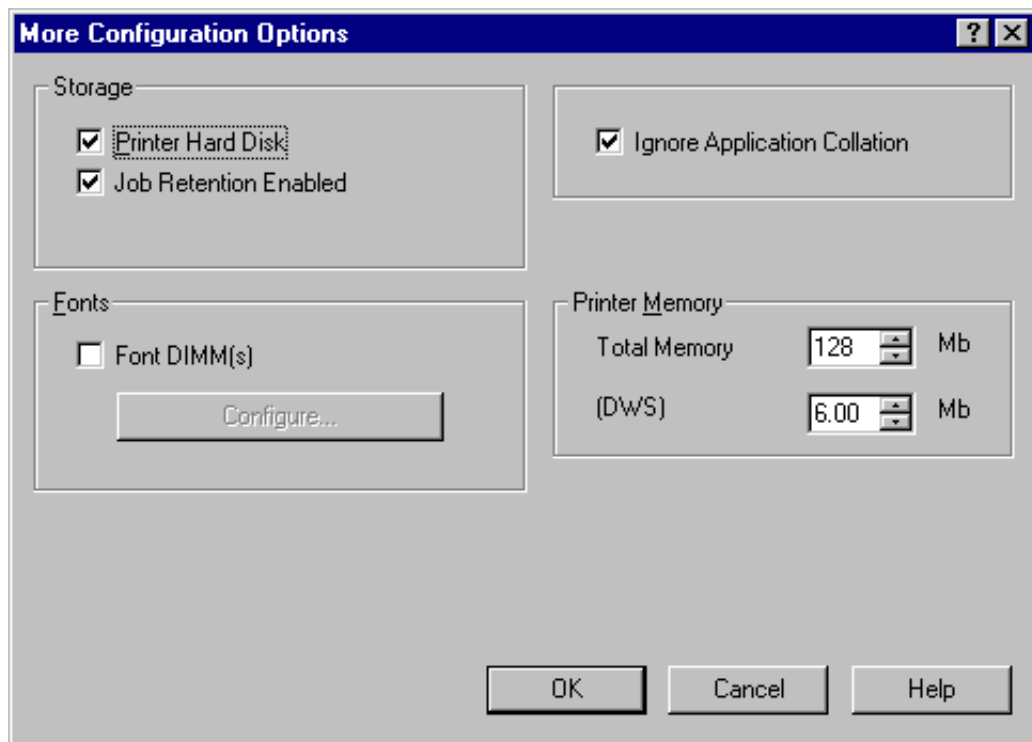 More Configuration Options
Storage
Printer Hard Disk
Job Retention Enabled
Ignore Application Collation
Fonts
Font DIMM(s)
Configure...
Printer Memory
Total Memory 128 Mb
(DWS) 6.00 Mb
OK Cancel Help